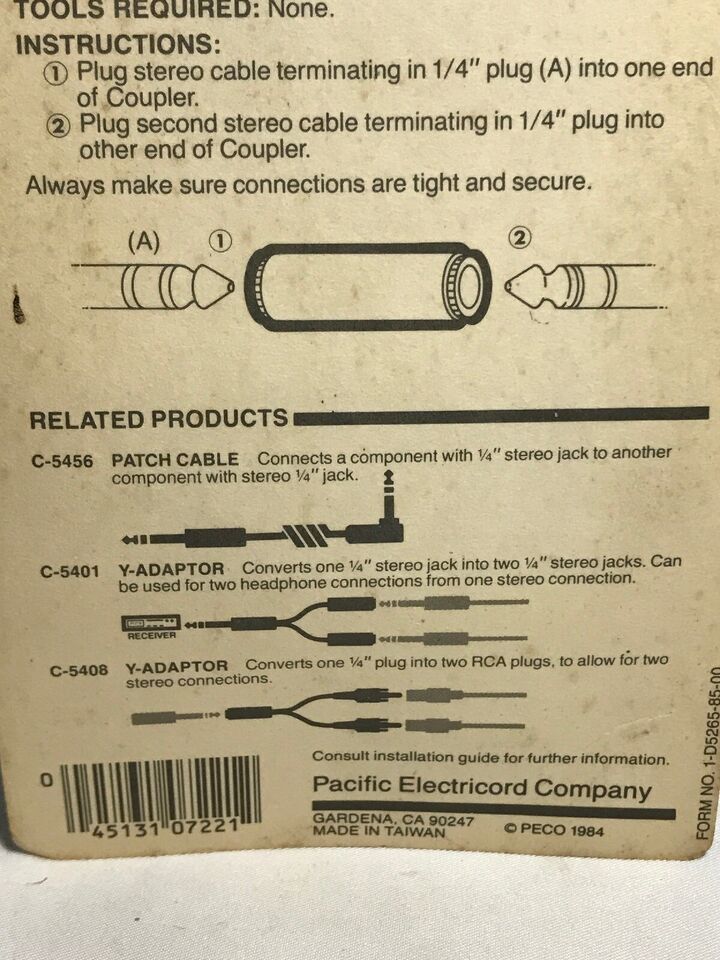 TOOLS REQUIRED: None.
INSTRUCTIONS:
① Plug stereo cable terminating in 1/4" plug (A) into one end
of Coupler.
② Plug second stereo cable terminating in 1/4" plug into
other end of Coupler.
Always make sure connections are tight and secure.
(A) ① ②
RELATED PRODUCTS
C-5456 PATCH CABLE Connects a component with ¼" stereo jack to another
component with stereo ¼" jack.
C-5401 Y-ADAPTOR Converts one ¼" stereo jack into two ¼" stereo jacks. Can
be used for two headphone connections from one stereo connection.
RECEIVER
C-5408 Y-ADAPTOR Converts one ¼" plug into two RCA plugs, to allow for two
stereo connections.
Consult installation guide for further information.
Pacific Electricord Company
GARDENA, CA 90247
MADE IN TAIWAN © PECO 1984
0 45131 07221
FORM NO. 1-D5265-85-00